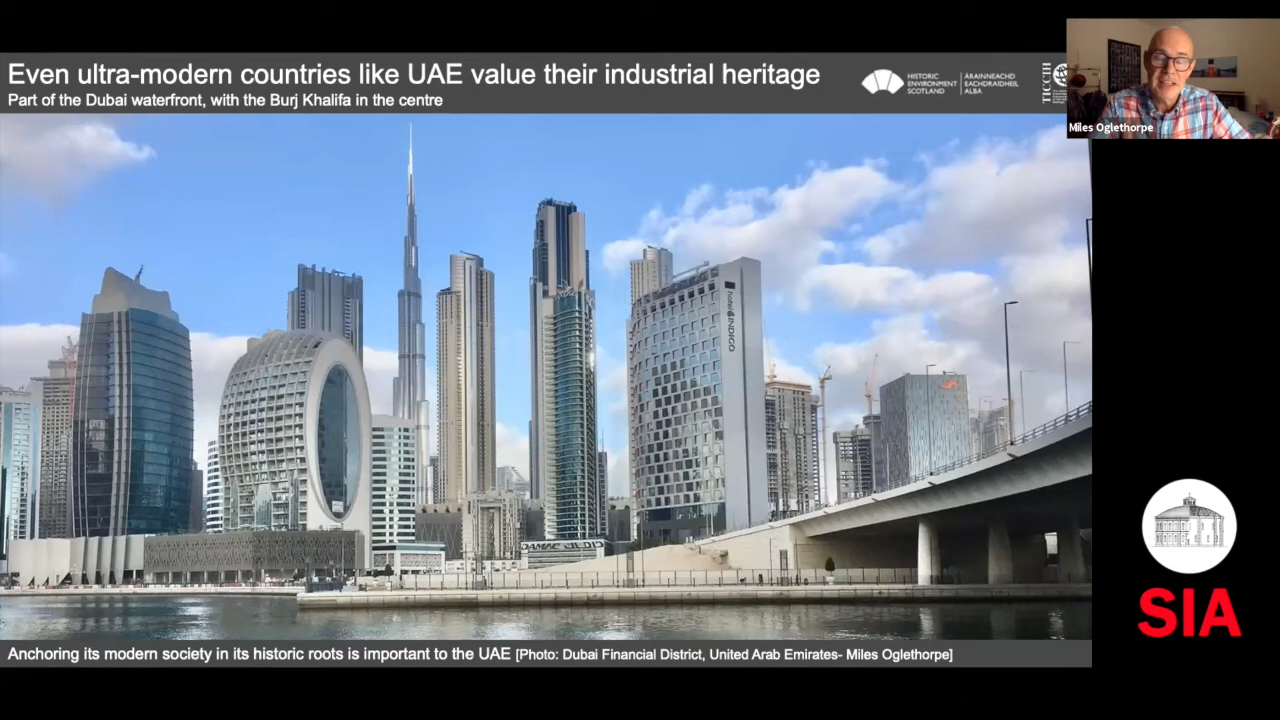 Even ultra-modern countries like UAE value their industrial heritage
Part of the Dubai waterfront, with the Burj Khalifa in the centre
HISTORIC
ENVIRONMENT
SCOTLAND
ÀRAINNEACHD
EACHDRAIDHEIL
ALBA
TICCIH
Miles Oglethorpe
hotel INDIGO
Anchoring its modern society in its historic roots is important to the UAE [Photo: Dubai Financial District, United Arab Emirates- Miles Oglethorpe]
SIA